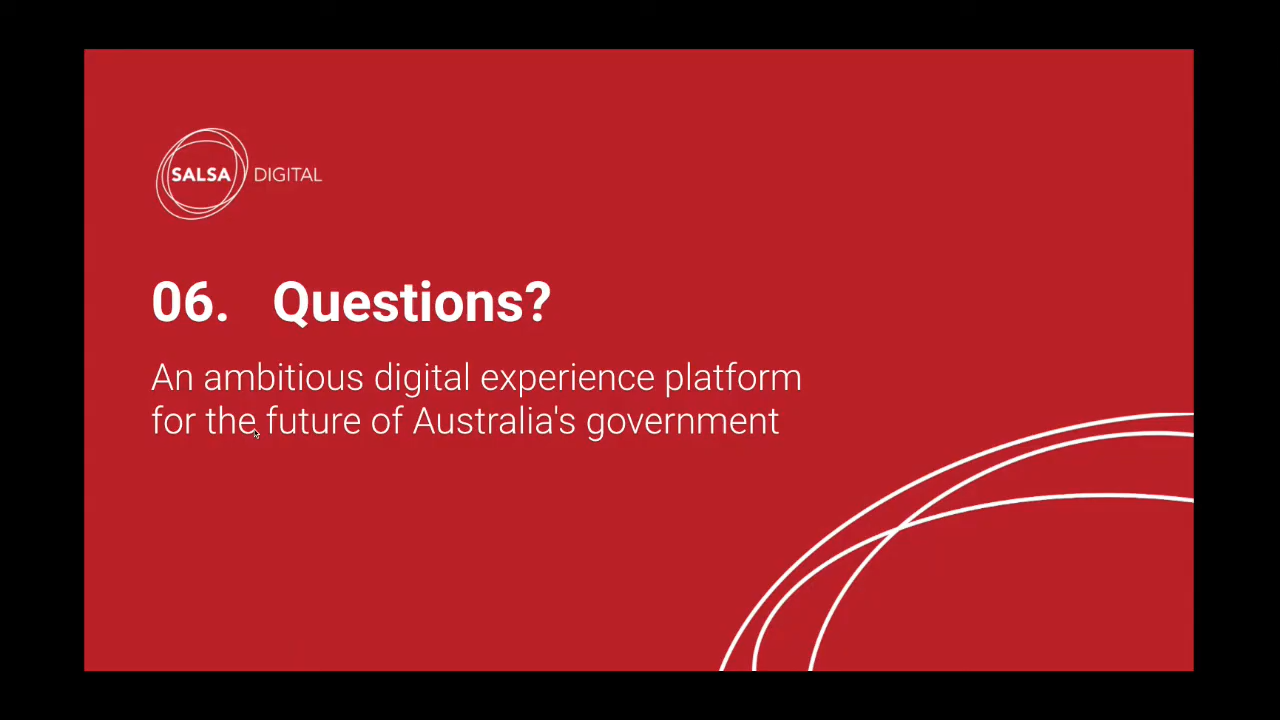 SALSA DIGITAL
06. Questions?
An ambitious digital experience platform
for the future of Australia's government